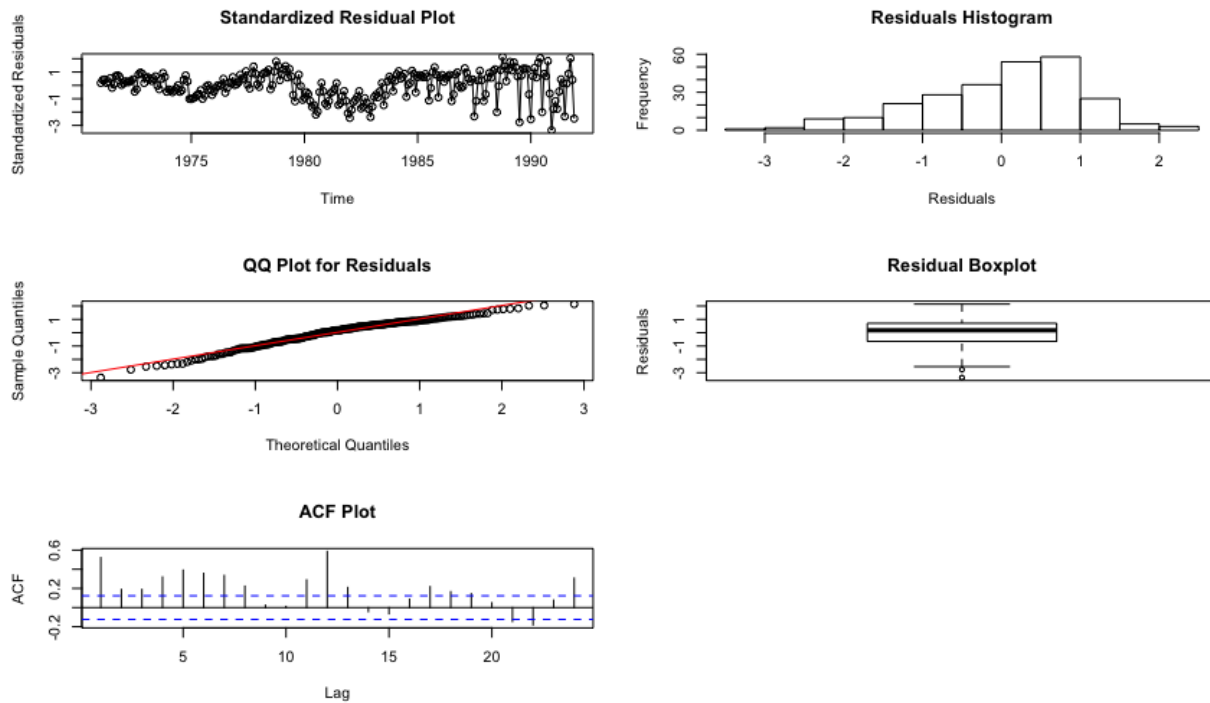 Standardized Residual Plot
Standardized Residuals
1
-1
-3
1975 1980 1985 1990
Time
Residuals Histogram
Frequency
60
30
0
-3 -2 -1 0 1 2
Residuals
QQ Plot for Residuals
Sample Quantiles
1
-1
-3
-3 -2 -1 0 1 2 3
Theoretical Quantiles
Residual Boxplot
Residuals
1
-1
-3
ACF Plot
ACF
0.6
0.2
-0.2
5 10 15 20
Lag